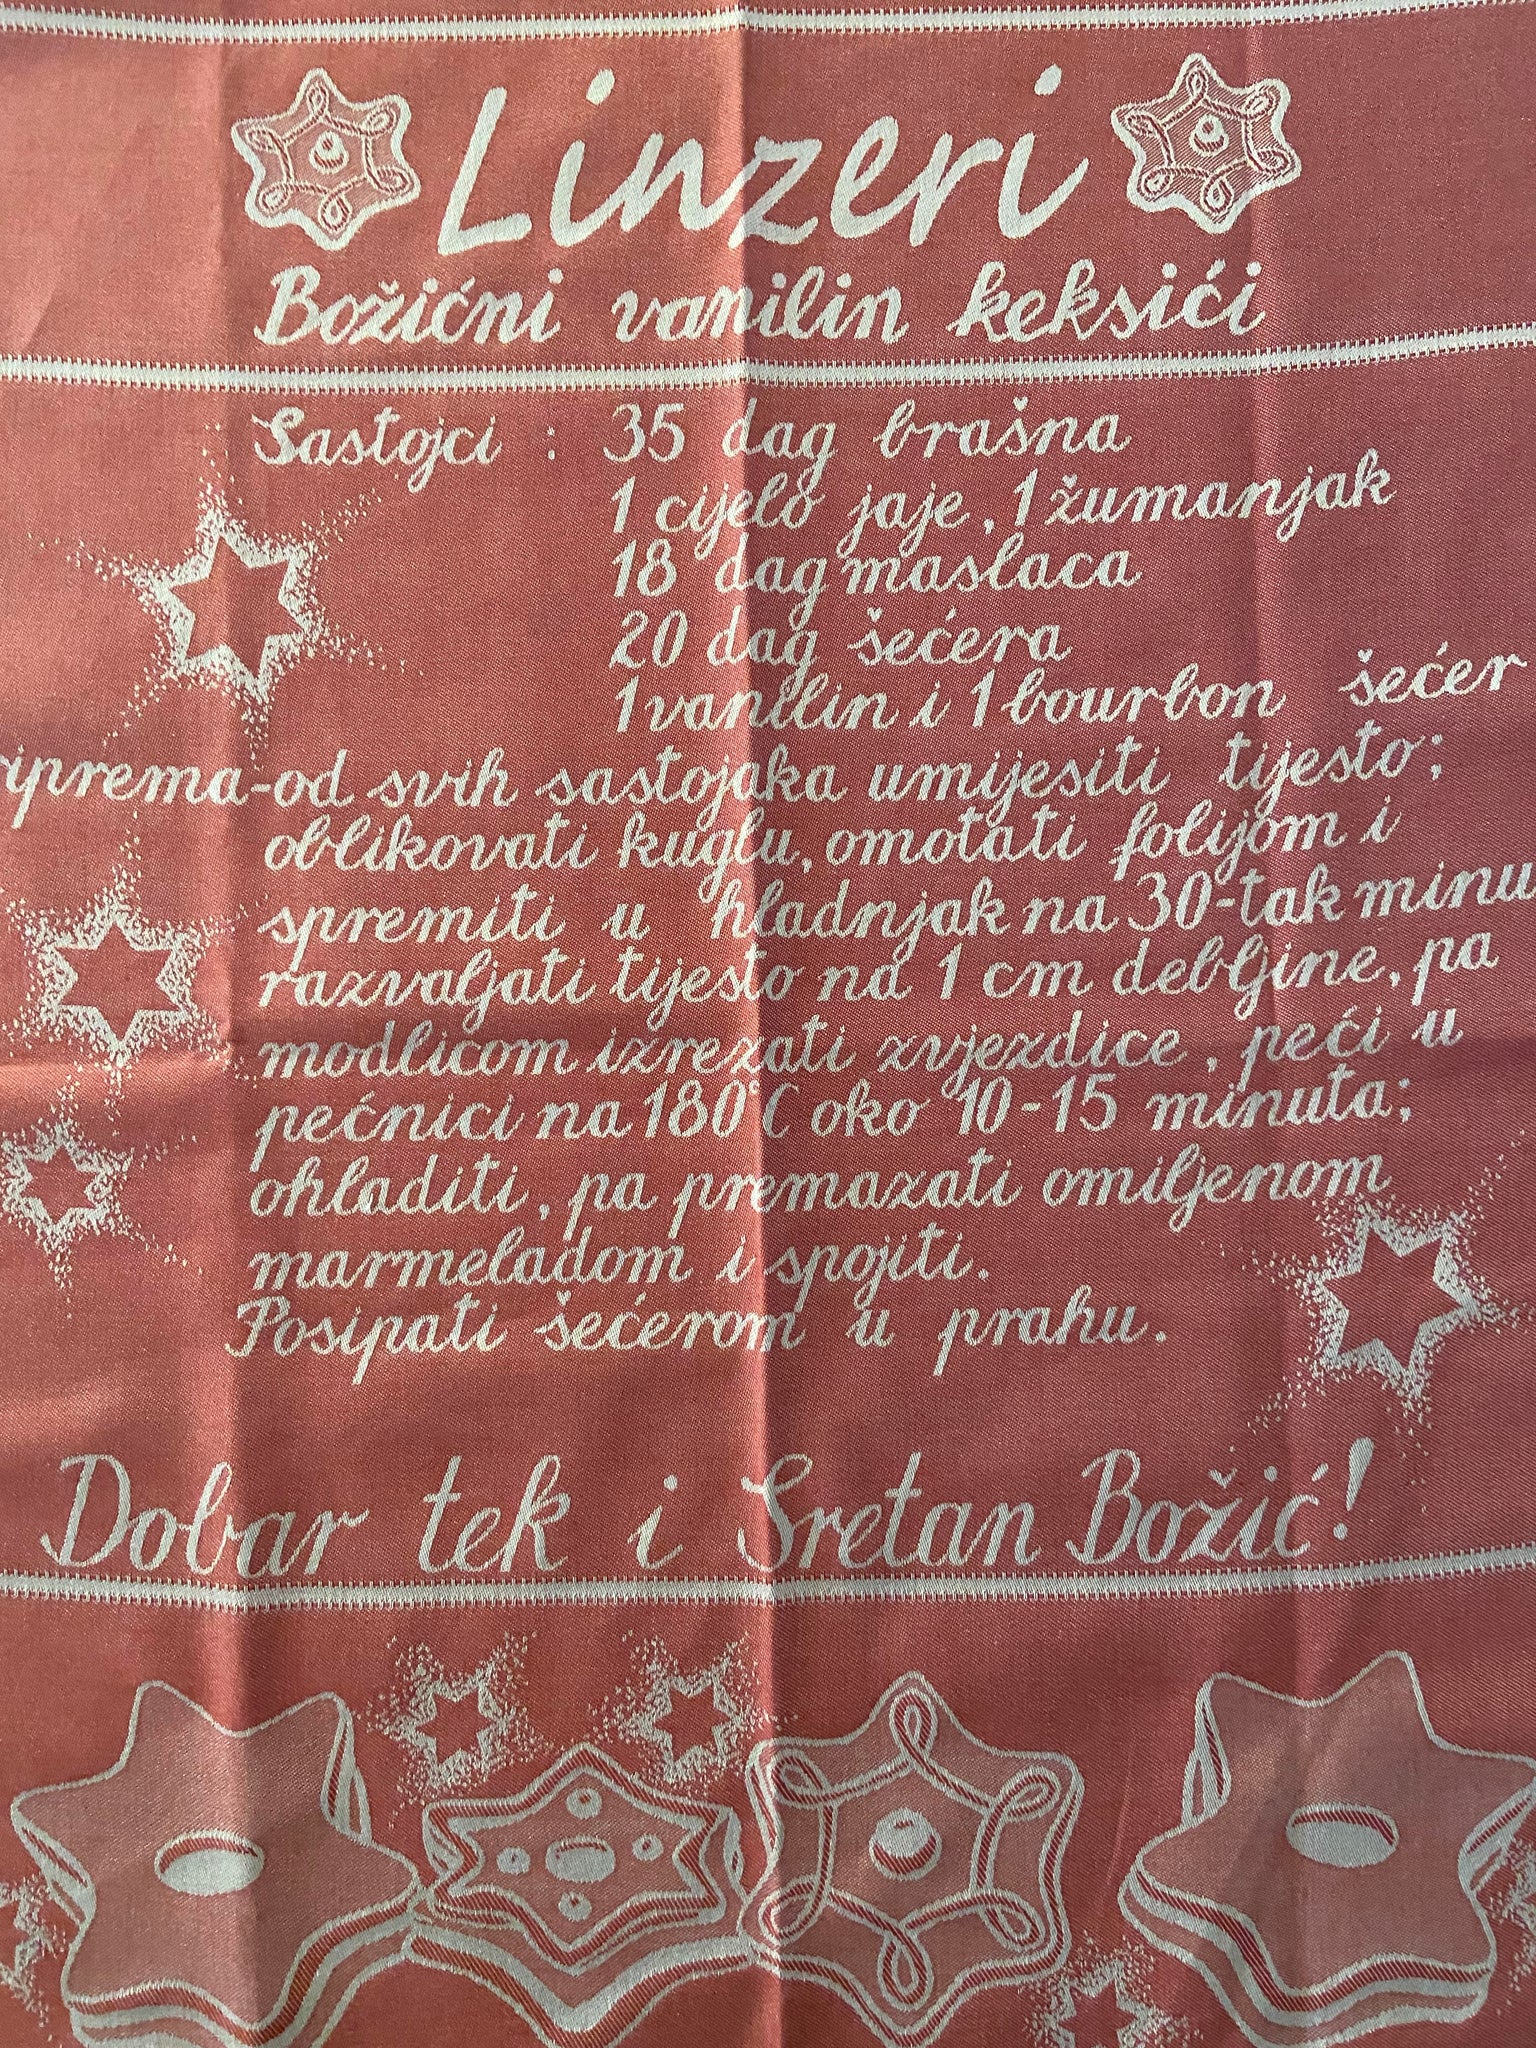 Linzeri
Božićni vanilin keksići
Sastojci : 35 dag brašna
1 cijelo jaje, 1 žumanjak
18 dag maslaca
20 dag šećera
1 vanilin i 1 bourbon šećer
riprema-od svih sastojaka umijesiti tijesto;
oblikovati kuglu, omotati folijom i
spremiti u hladnjak na 30-tak minu
razvaljati tijesto na 1 cm debljine, pa
modlicom izrezati zvjezdice, peći u
pećnici na 180°C oko 10-15 minuta;
ohladiti, pa premazati omiljenom
marmeladom i spojiti.
Posipati šećerom u prahu.
Dobar tek i Sretan Božić!